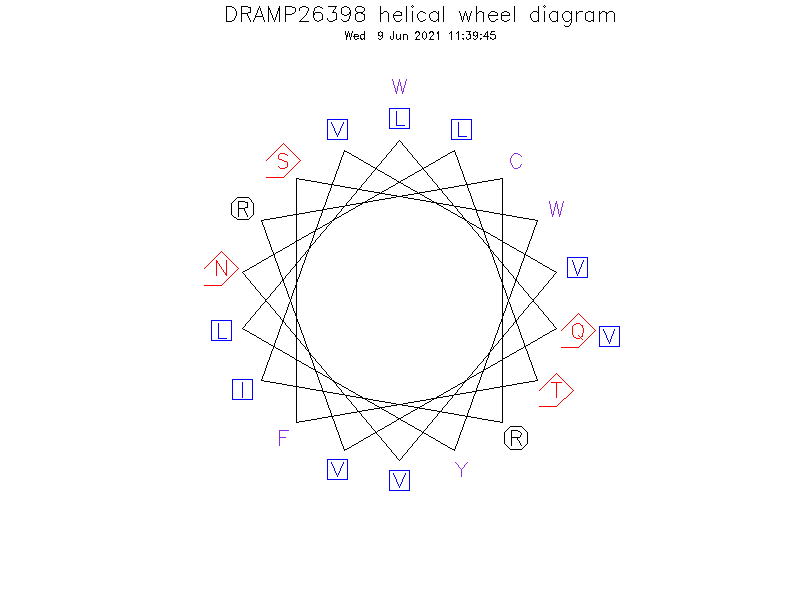 DRAMP26398 helical wheel diagram
Wed 9 Jun 2021 11:39:45
W
V L L
S C
R W
N V
L Q V
I T
F R
V V Y